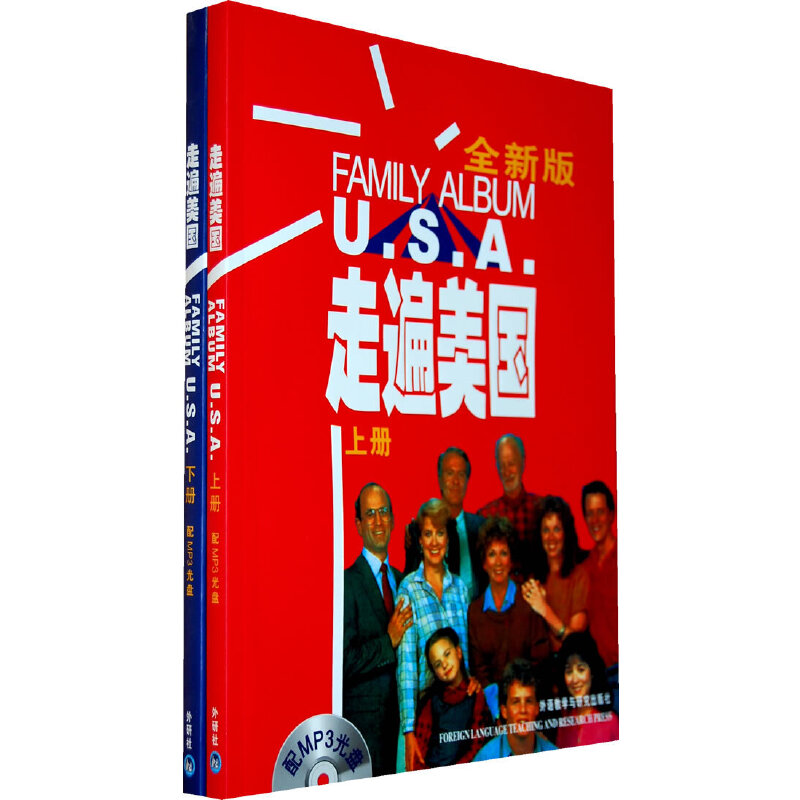 全新版
FAMILY ALBUM
U.S.A.
走遍美国
上册
外语教学与研究出版社
FOREIGN LANGUAGE TEACHING AND RESEARCH PRESS
配MP3光盘
走遍美国
FAMILY
ALBUM U.S.A.
上册
配MP3光盘
外研社
走遍美国
FAMILY
ALBUM U.S.A.
下册
配MP3光盘
外研社